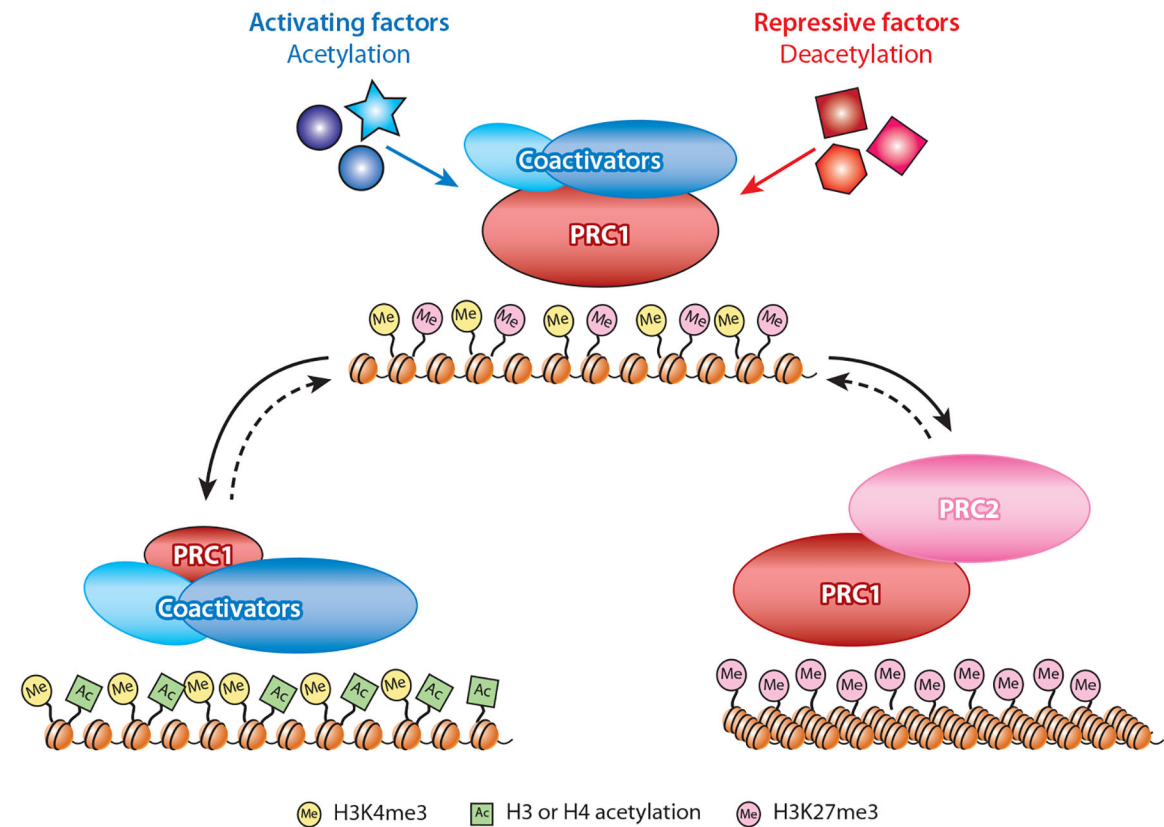 Activating factors
Acetylation
Repressive factors
Deacetylation
Coactivators
PRC1
Me Me Me Me Me Me Me Me Me Me
PRC1
Coactivators
PRC2
PRC1
Me Ac Me Ac Me Me Ac Me Ac Me Ac Ac
Me Me Me Me Me Me Me Me Me Me
Me H3K4me3
Ac H3 or H4 acetylation
Me H3K27me3